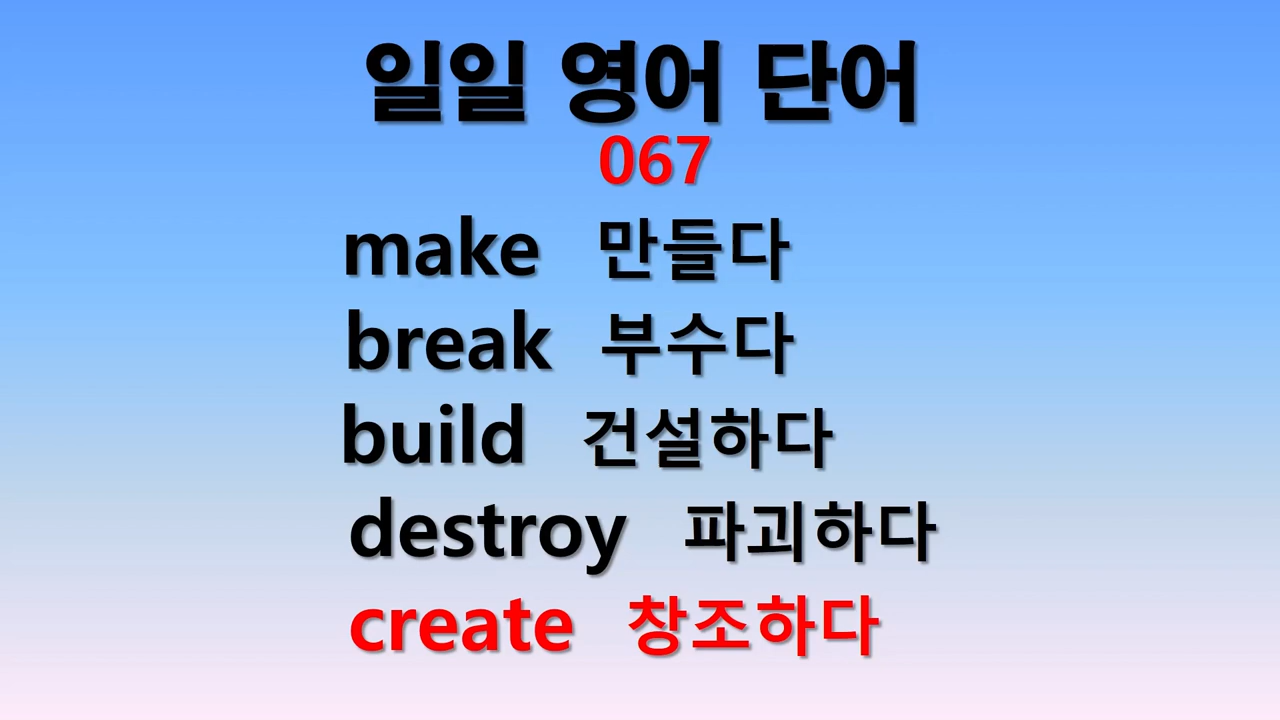 일일 영어 단어
067
make 만들다
break 부수다
build 건설하다
destroy 파괴하다
create 창조하다